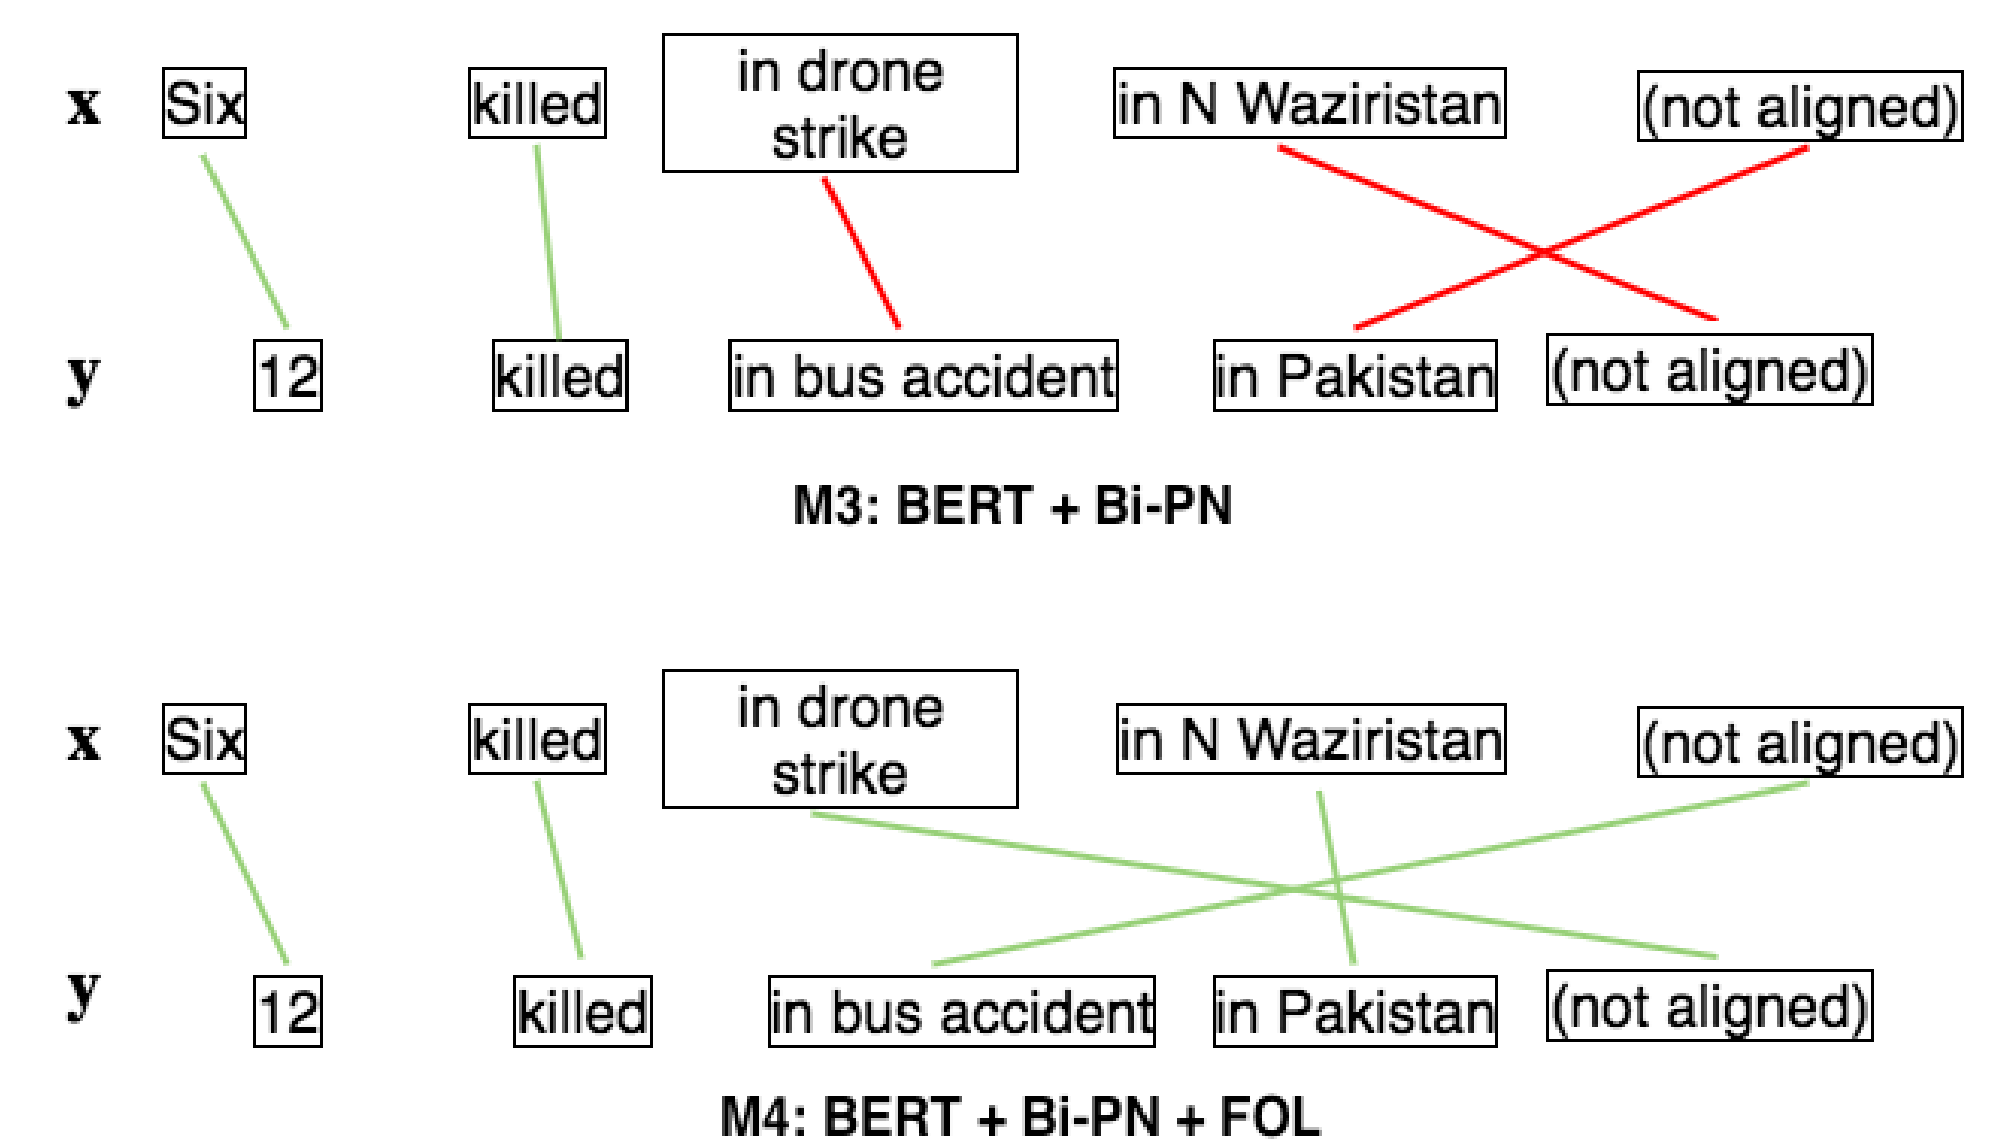 x Six killed in drone strike in N Waziristan (not aligned)
y 12 killed in bus accident in Pakistan (not aligned)
M3: BERT + Bi-PN
x Six killed in drone strike in N Waziristan (not aligned)
y 12 killed in bus accident in Pakistan (not aligned)
M4: BERT + Bi-PN + FOL